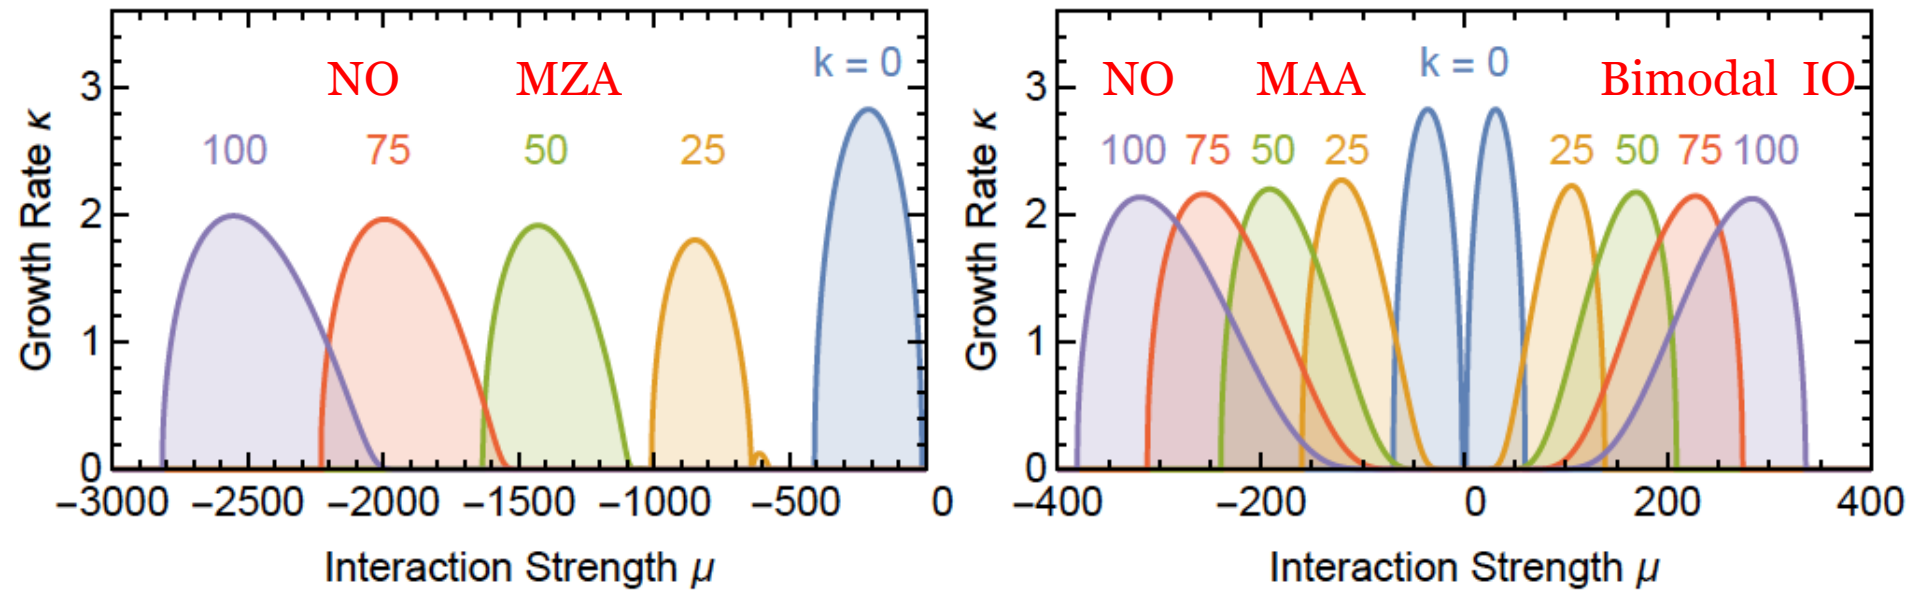 NO MZA k = 0
100 75 50 25
3
2
1
0
Growth Rate κ
−3000 −2500 −2000 −1500 −1000 −500 0
Interaction Strength μ
NO MAA k = 0 Bimodal IO
100 75 50 25 25 50 75 100
3
2
1
0
Growth Rate κ
−400 −200 0 200 400
Interaction Strength μ